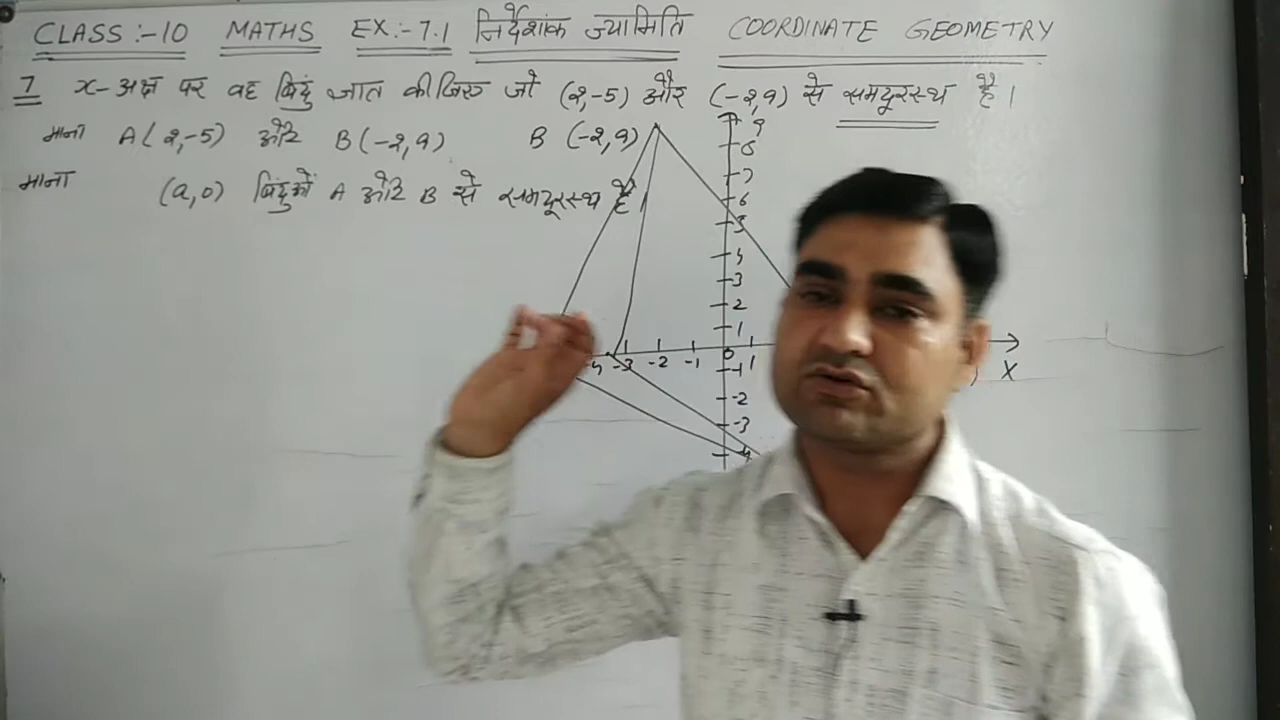 CLASS :-10 MATHS EX:-7.1 निर्देशांक ज्यामिति COORDINATE GEOMETRY
7 x-अक्ष पर वह बिंदु ज्ञात कीजिए जो (2,-5) और (-2,9) से समदूरस्थ है।
माना A(2,-5) और B(-2,9) B (-2,9)
माना (a,0) बिंदुओं A और B से समदूरस्थ है।
9
8
7
6
5
4
3
2
1
-4 -3 -2 -1 0 1 X
-1
-2
-3